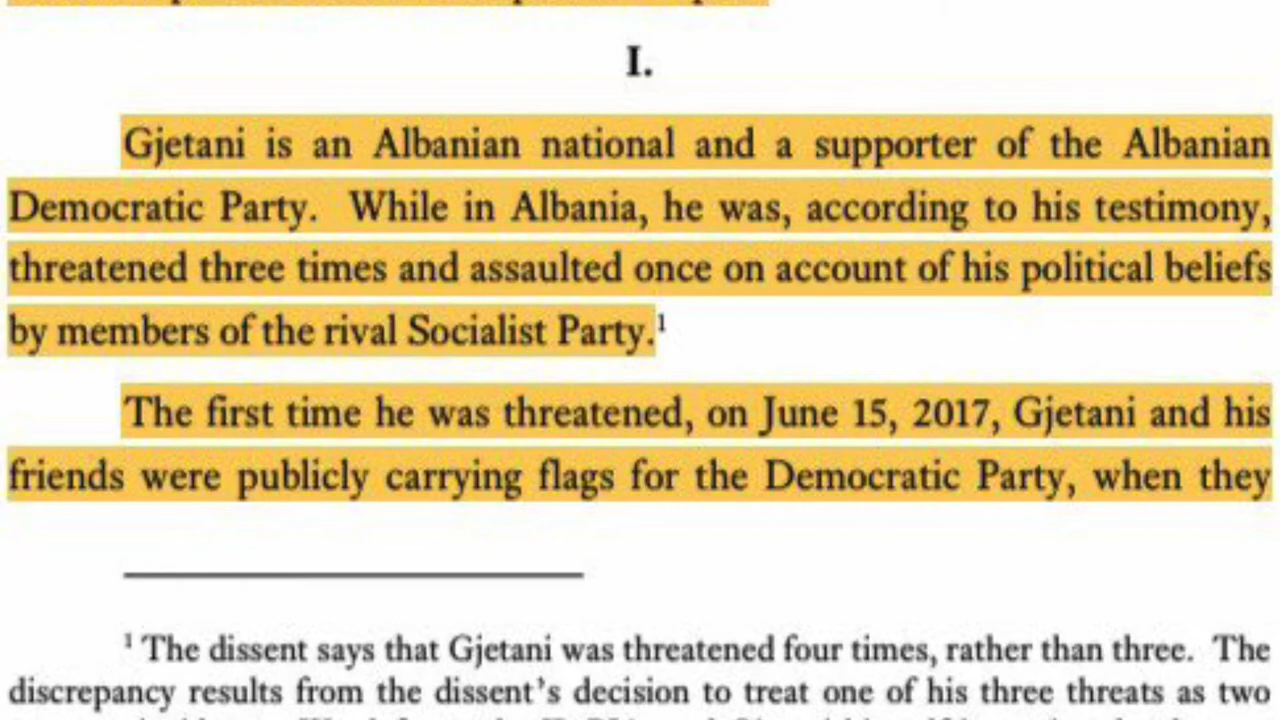 I.
Gjetani is an Albanian national and a supporter of the Albanian
Democratic Party. While in Albania, he was, according to his testimony,
threatened three times and assaulted once on account of his political beliefs
by members of the rival Socialist Party.¹
The first time he was threatened, on June 15, 2017, Gjetani and his
friends were publicly carrying flags for the Democratic Party, when they
¹ The dissent says that Gjetani was threatened four times, rather than three. The
discrepancy results from the dissent's decision to treat one of his three threats as two